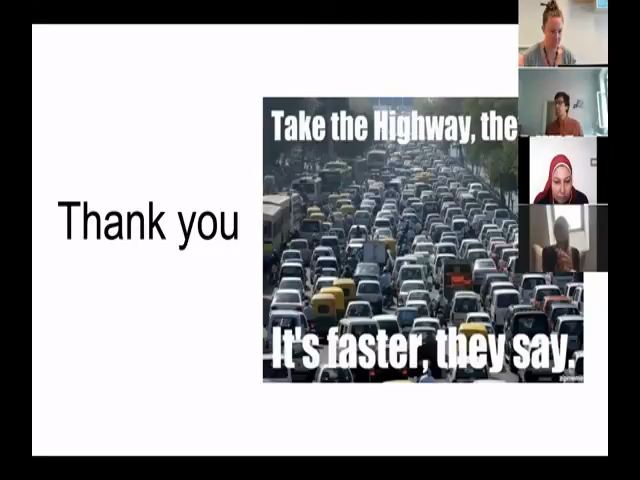 Take the Highway, the
Thank you
It's faster, they say.